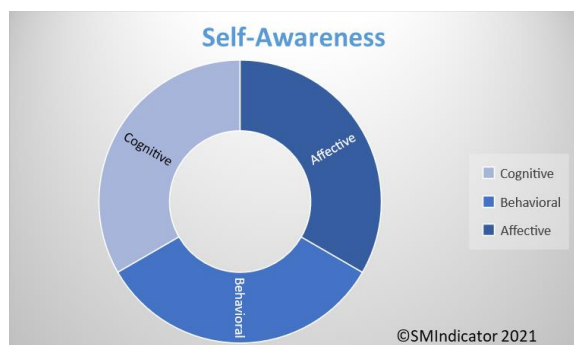 Self-Awareness
Cognitive
Affective
Behavioral
Cognitive
Behavioral
Affective
©SMIndicator 2021